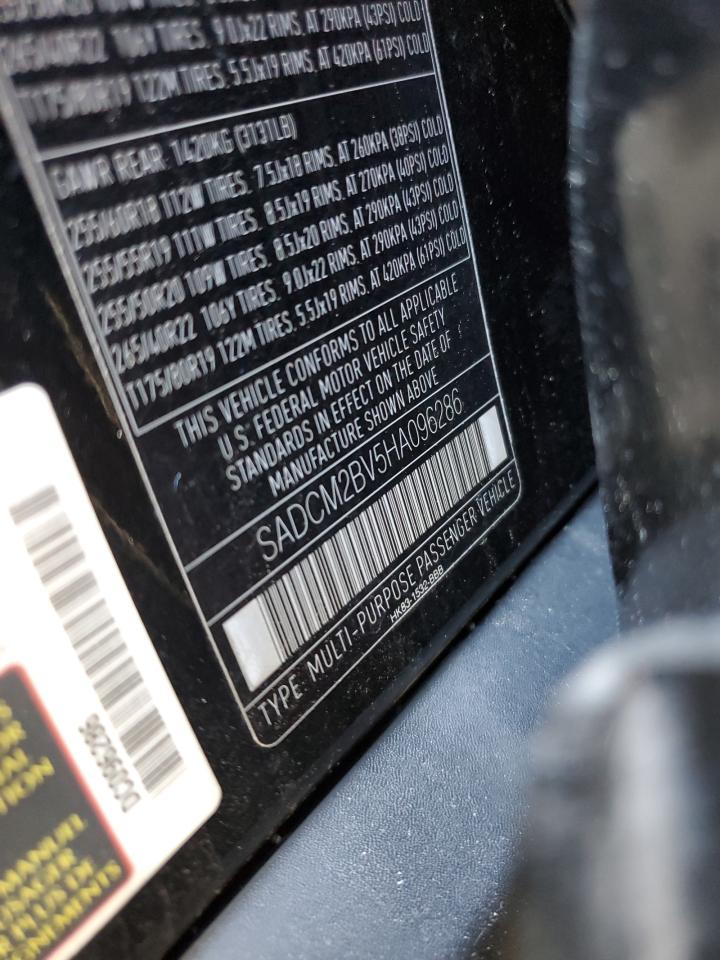 106Y TIRES. 9.0Jx22 RIMS. AT 290KPA (43PSI) COLD
T175/80R19 122M TIRES. 5.5Jx19 RIMS. AT 420KPA (61PSI) COLD
GAWR REAR: 1420KG (3131LB)
255/60R18 112W TIRES. 7.5Jx18 RIMS. AT 260KPA (38PSI) COLD
255/55R19 111W TIRES. 8.5Jx19 RIMS. AT 270KPA (40PSI) COLD
255/50R20 109W TIRES. 8.5Jx20 RIMS. AT 290KPA (43PSI) COLD
265/40R22 106Y TIRES. 9.0Jx22 RIMS. AT 290KPA (43PSI) COLD
T175/80R19 122M TIRES. 5.5Jx19 RIMS. AT 420KPA (61PSI) COLD
THIS VEHICLE CONFORMS TO ALL APPLICABLE
U.S. FEDERAL MOTOR VEHICLE SAFETY
STANDARDS IN EFFECT ON THE DATE OF
MANUFACTURE SHOWN ABOVE
SADCM2BV5HA096286
TYPE MULTI-PURPOSE PASSENGER VEHICLE
HK83-1532-BBB
MANUEL